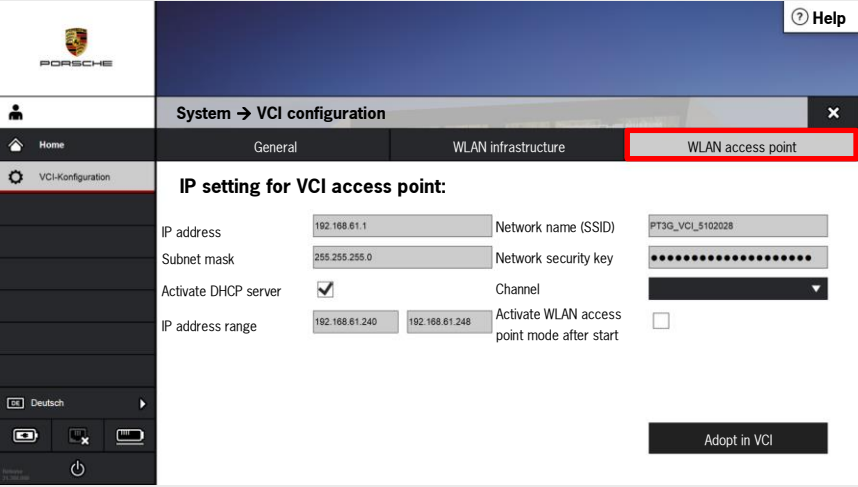 ? Help
PORSCHE
System → VCI configuration
Home
General
WLAN infrastructure
WLAN access point
VCI-Konfiguration
IP setting for VCI access point:
IP address
192.168.61.1
Network name (SSID)
PT3G_VCI_5102028
Subnet mask
255.255.255.0
Network security key
Activate DHCP server
Channel
IP address range
192.168.61.240
192.168.61.248
Activate WLAN access
point mode after start
DE Deutsch
Adopt in VCI